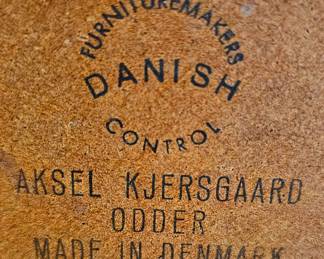 FURNITUREMAKERS
DANISH
CONTROL
AKSEL KJERSGAARD
ODDER
MADE IN DENMARK